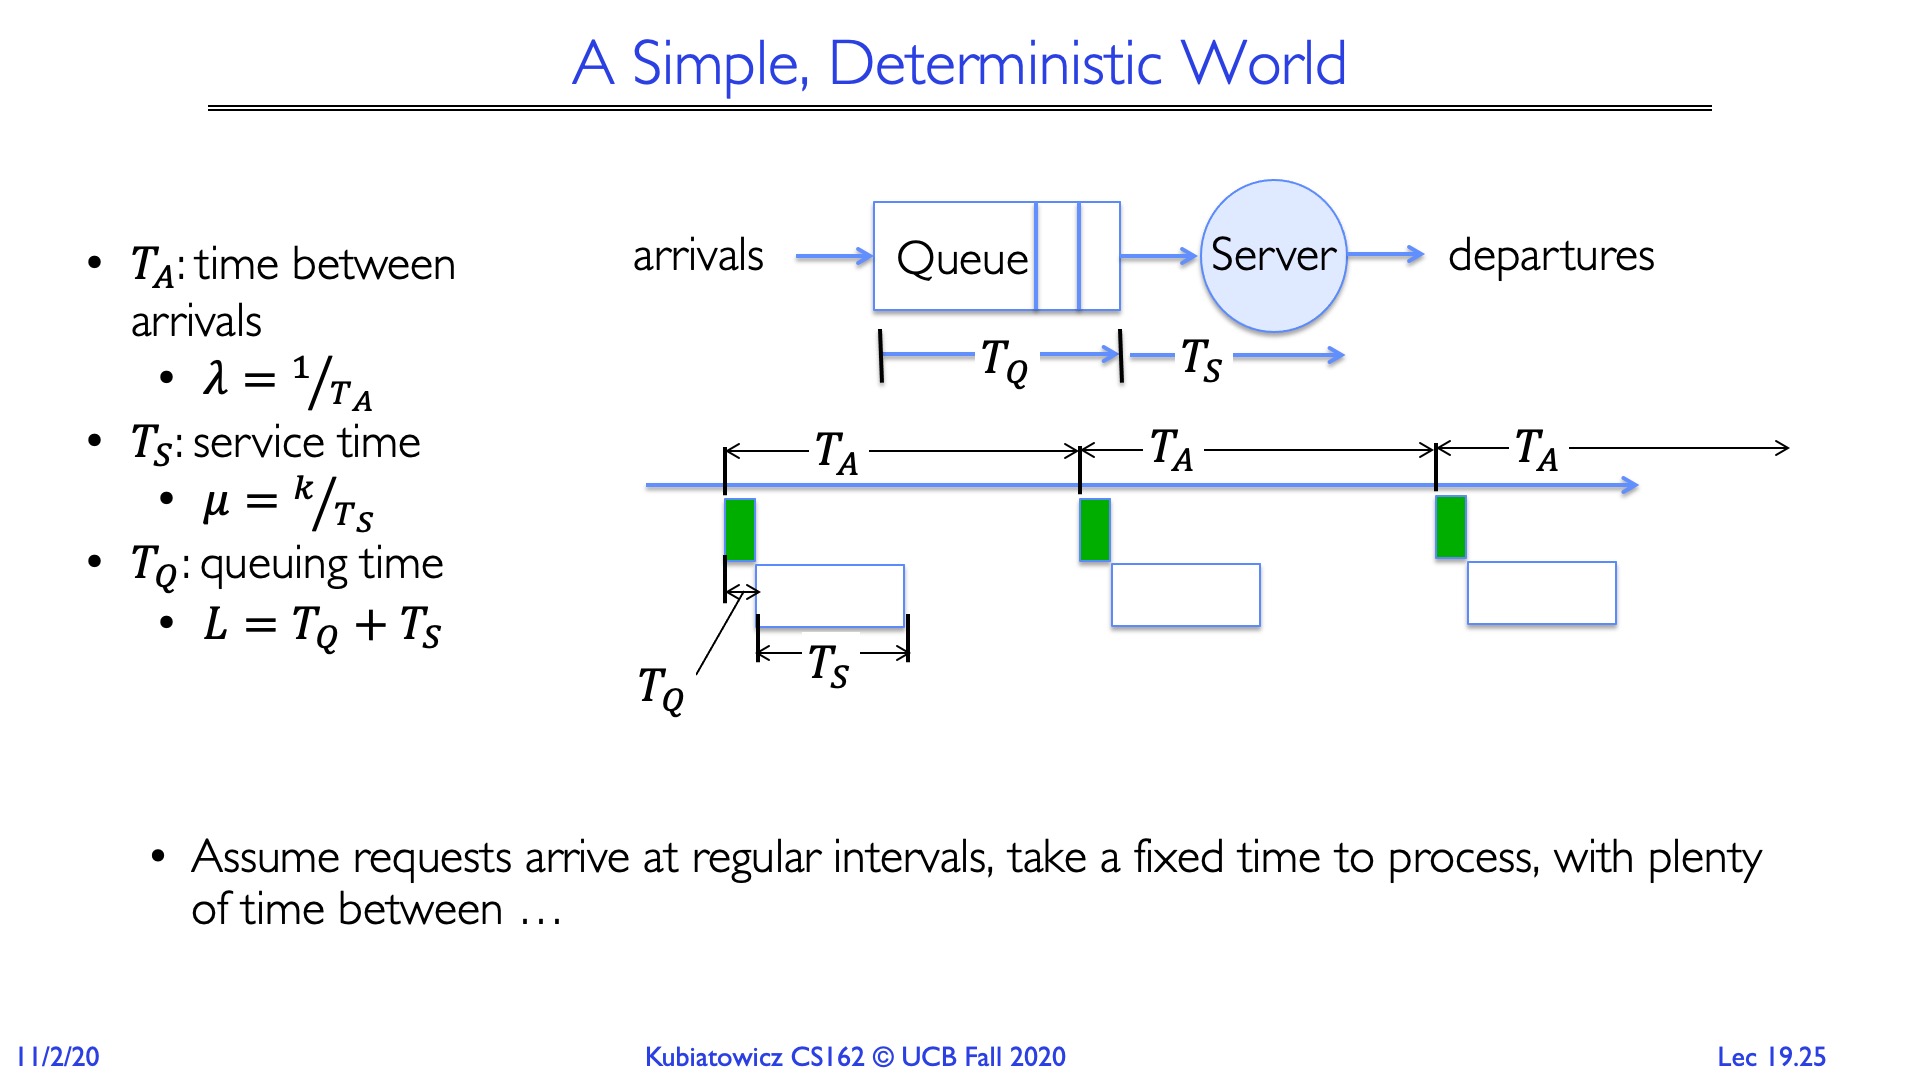 A Simple, Deterministic World
• T_A: time between
arrivals
• λ = 1/T_A
• T_S: service time
• μ = k/T_S
• T_Q: queuing time
• L = T_Q + T_S
arrivals
Queue
Server
departures
T_Q
T_S
T_A
T_A
T_A
T_S
T_Q
• Assume requests arrive at regular intervals, take a fixed time to process, with plenty
of time between …
11/2/20
Kubiatowicz CS162 © UCB Fall 2020
Lec 19.25